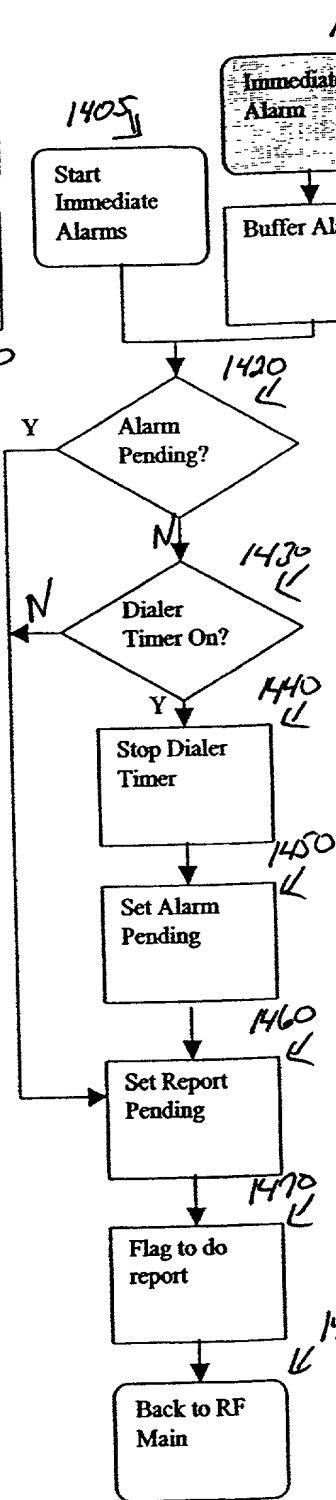 1405
Immediate
Alarm
Start
Immediate
Alarms
Buffer
1420
Y
Alarm
Pending?
N
1430
N
Dialer
Timer On?
Y
1440
Stop Dialer
Timer
1450
Set Alarm
Pending
1460
Set Report
Pending
1470
Flag to do
report
Back to RF
Main